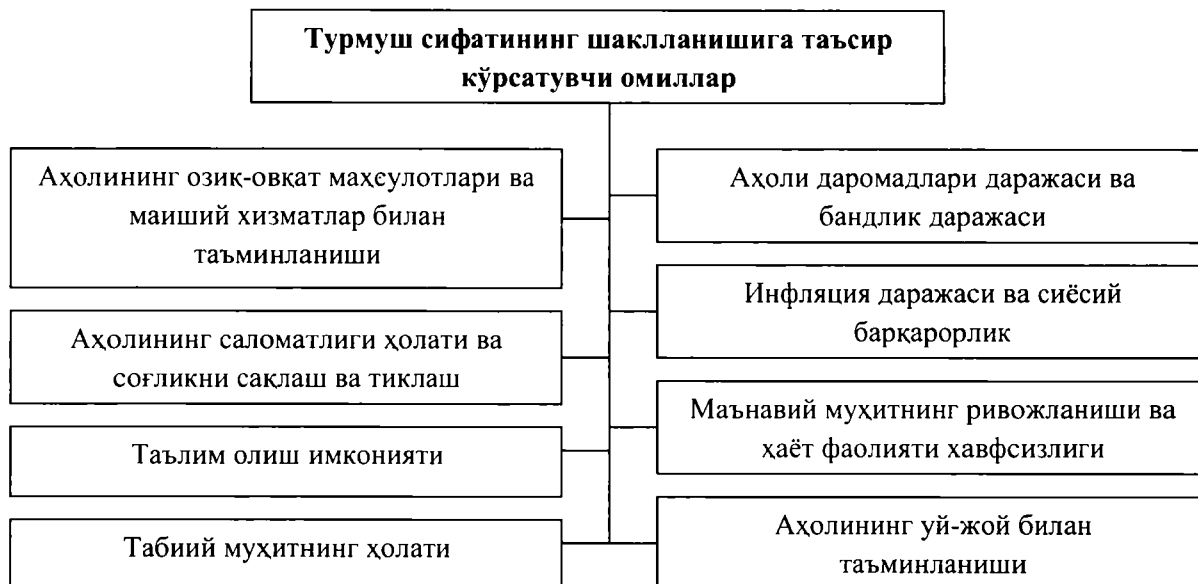 Турмуш сифатининг шаклланишига таъсир
кўрсатувчи омиллар
Аҳолининг озиқ-овқат маҳсулотлари ва
маиший хизматлар билан
таъминланиши
Аҳолининг саломатлиги ҳолати ва
соғликни сақлаш ва тиклаш
Таълим олиш имконияти
Табиий муҳитнинг ҳолати
Аҳоли даромадлари даражаси ва
бандлик даражаси
Инфляция даражаси ва сиёсий
барқарорлик
Маънавий муҳитнинг ривожланиши ва
ҳаёт фаолияти хавфсизлиги
Аҳолининг уй-жой билан
таъминланиши